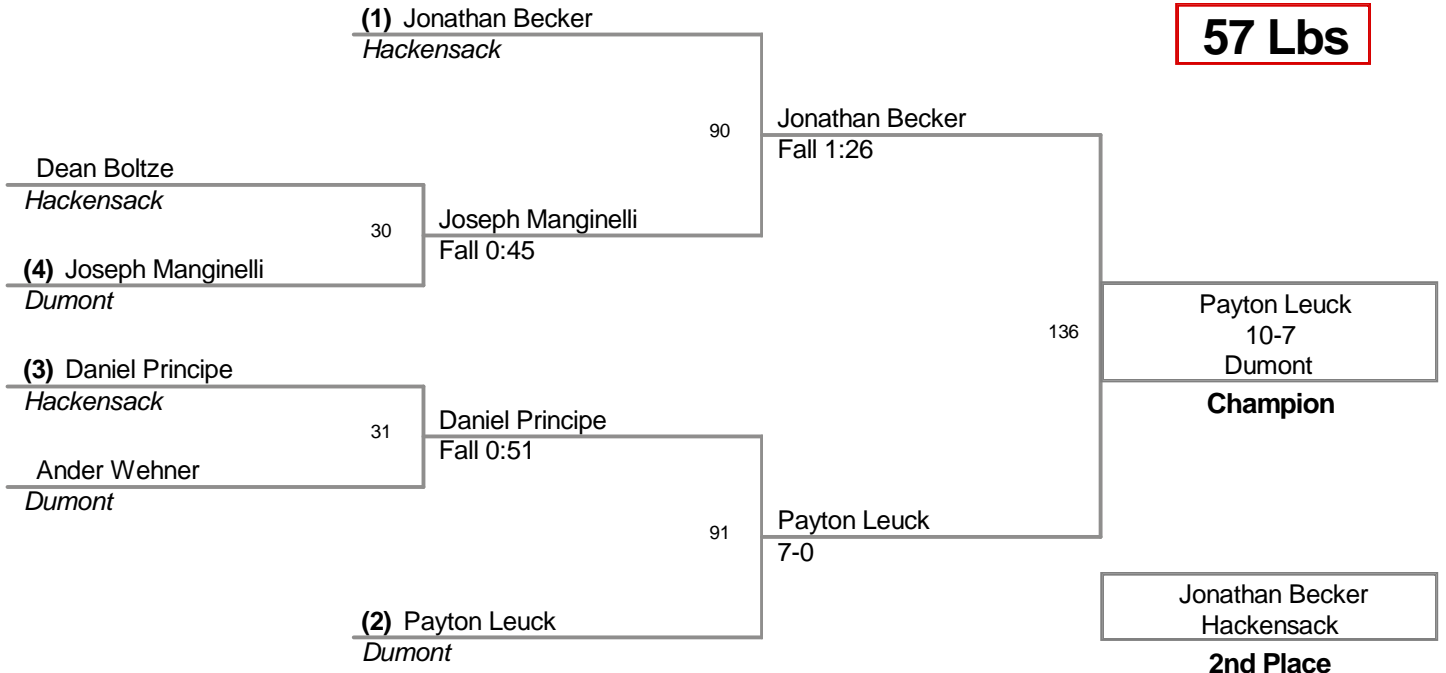 (1) Jonathan Becker
Hackensack
57 Lbs
90
Jonathan Becker
Fall 1:26
Dean Boltze
Hackensack
30
Joseph Manginelli
Fall 0:45
(4) Joseph Manginelli
Dumont
136
Payton Leuck
10-7
Dumont
Champion
(3) Daniel Principe
Hackensack
31
Daniel Principe
Fall 0:51
Ander Wehner
Dumont
91
Payton Leuck
7-0
(2) Payton Leuck
Dumont
Jonathan Becker
Hackensack
2nd Place